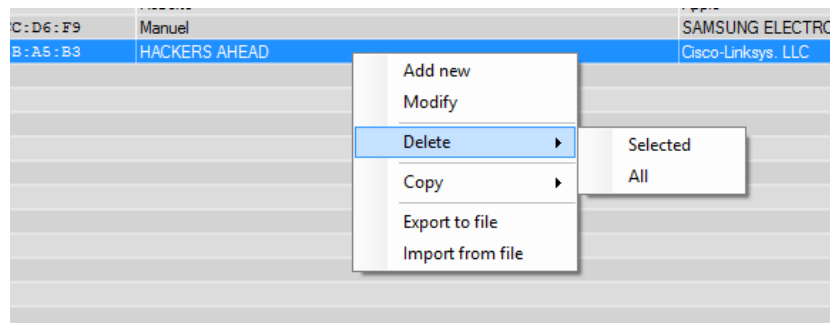 C:D6:F9 Manuel SAMSUNG ELECTRO
B:A5:B3 HACKERS AHEAD Cisco-Linksys. LLC
Add new
Modify
Delete Selected
All
Copy
Export to file
Import from file